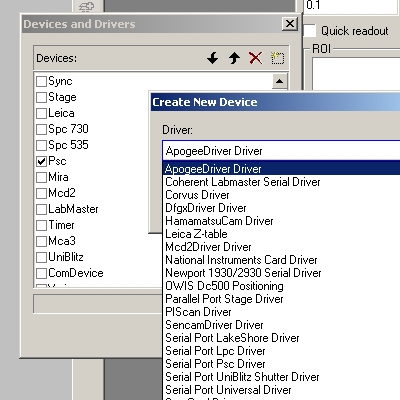 0.1
Quick readout
ROI
Devices and Drivers
Devices:
Sync
Stage
Leica
Spc 730
Spc 535
Psc
Mira
Mcd2
LabMaster
Timer
Mca3
UniBlitz
ComDevice
Create New Device
Driver:
ApogeeDriver Driver
ApogeeDriver Driver
Coherent Labmaster Serial Driver
Corvus Driver
DfgxDriver Driver
HamamatsuCam Driver
Leica Z-table
Mcd2Driver Driver
National Instruments Card Driver
Newport 1930/2930 Serial Driver
OWIS Dc500 Positioning
Parallel Port Stage Driver
PIScan Driver
SencamDriver Driver
Serial Port LakeShore Driver
Serial Port Lpc Driver
Serial Port Psc Driver
Serial Port UniBlitz Shutter Driver
Serial Port Universal Driver